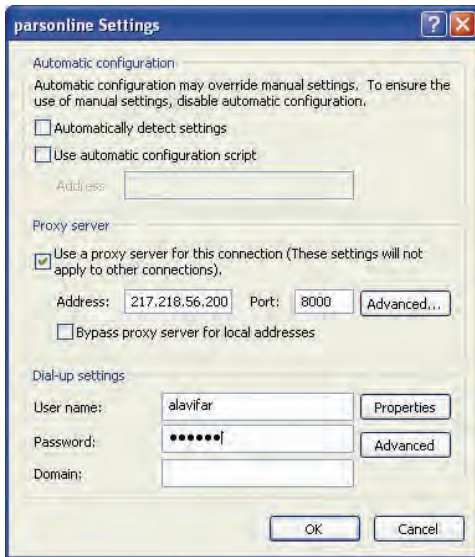 parsonline Settings
Automatic configuration
Automatic configuration may override manual settings. To ensure the
use of manual settings, disable automatic configuration.
Automatically detect settings
Use automatic configuration script
Address
Proxy server
Use a proxy server for this connection (These settings will not
apply to other connections).
Address: 217.218.56.200 Port: 8000 Advanced...
Bypass proxy server for local addresses
Dial-up settings
User name: alavifar Properties
Password: ●●●●●● Advanced
Domain:
OK Cancel